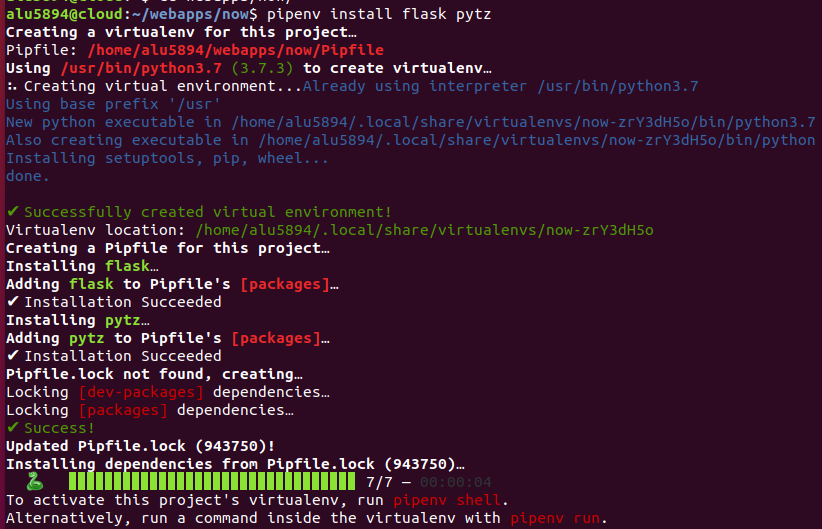 alu5894@cloud:~/webapps/now$ pipenv install flask pytz
Creating a virtualenv for this project…
Pipfile: /home/alu5894/webapps/now/Pipfile
Using /usr/bin/python3.7 (3.7.3) to create virtualenv…
⠦ Creating virtual environment...Already using interpreter /usr/bin/python3.7
Using base prefix '/usr'
New python executable in /home/alu5894/.local/share/virtualenvs/now-zrY3dH5o/bin/python3.7
Also creating executable in /home/alu5894/.local/share/virtualenvs/now-zrY3dH5o/bin/python
Installing setuptools, pip, wheel...
done.
✔ Successfully created virtual environment!
Virtualenv location: /home/alu5894/.local/share/virtualenvs/now-zrY3dH5o
Creating a Pipfile for this project…
Installing flask…
Adding flask to Pipfile's [packages]…
✔ Installation Succeeded
Installing pytz…
Adding pytz to Pipfile's [packages]…
✔ Installation Succeeded
Pipfile.lock not found, creating…
Locking [dev-packages] dependencies…
Locking [packages] dependencies…
✔ Success!
Updated Pipfile.lock (943750)!
Installing dependencies from Pipfile.lock (943750)…
7/7 — 00:00:04
To activate this project's virtualenv, run pipenv shell.
Alternatively, run a command inside the virtualenv with pipenv run.